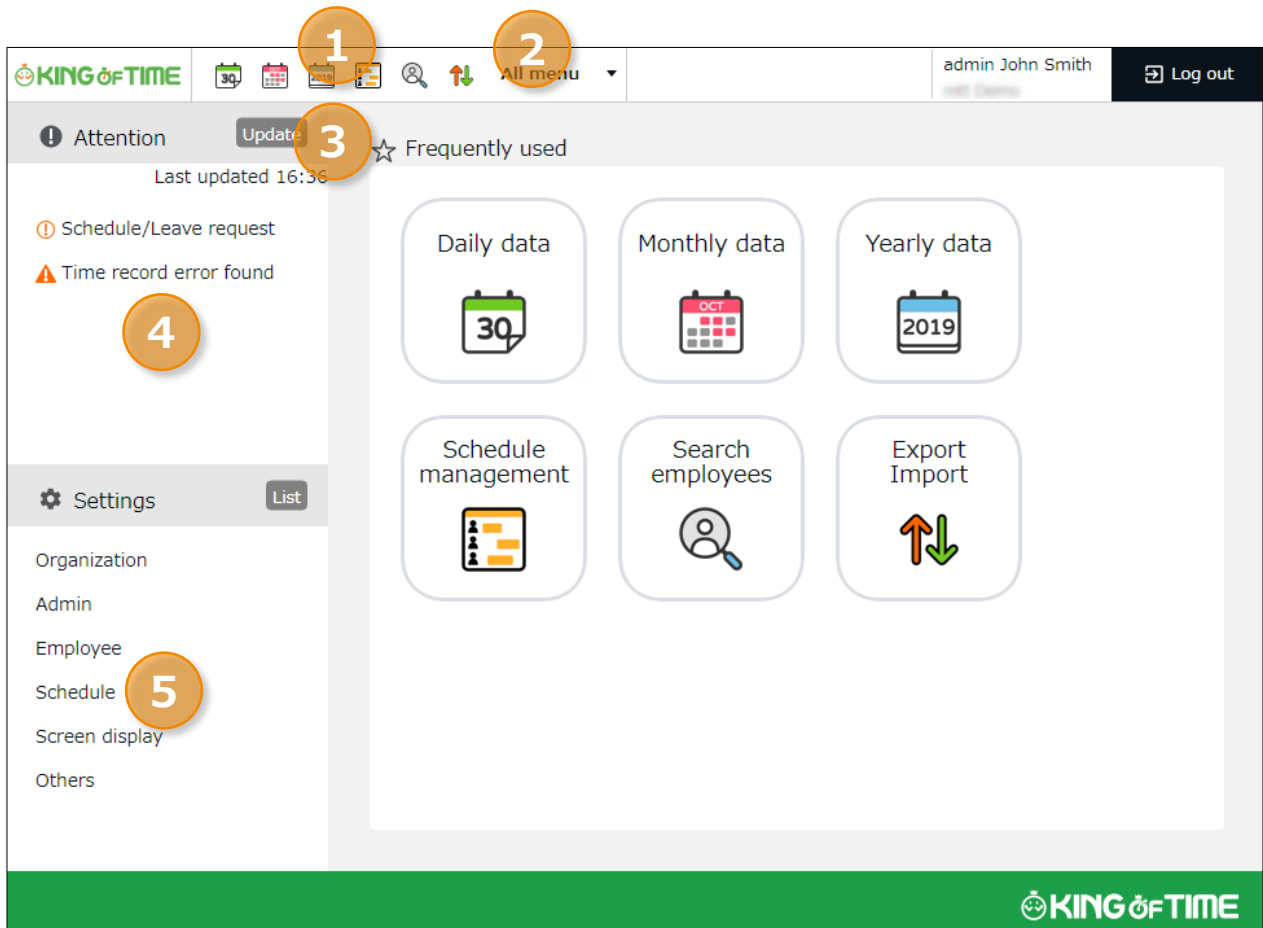 1
2
KING OF TIME
30
2019
All menu
admin John Smith
Log out
Attention
Update
3
Frequently used
Last updated 16:36
Schedule/Leave request
Time record error found
4
Daily data
Monthly data
Yearly data
30
OCT
2019
Schedule
management
Search
employees
Export
Import
Settings
List
Organization
Admin
Employee
Schedule
5
Screen display
Others
KING OF TIME